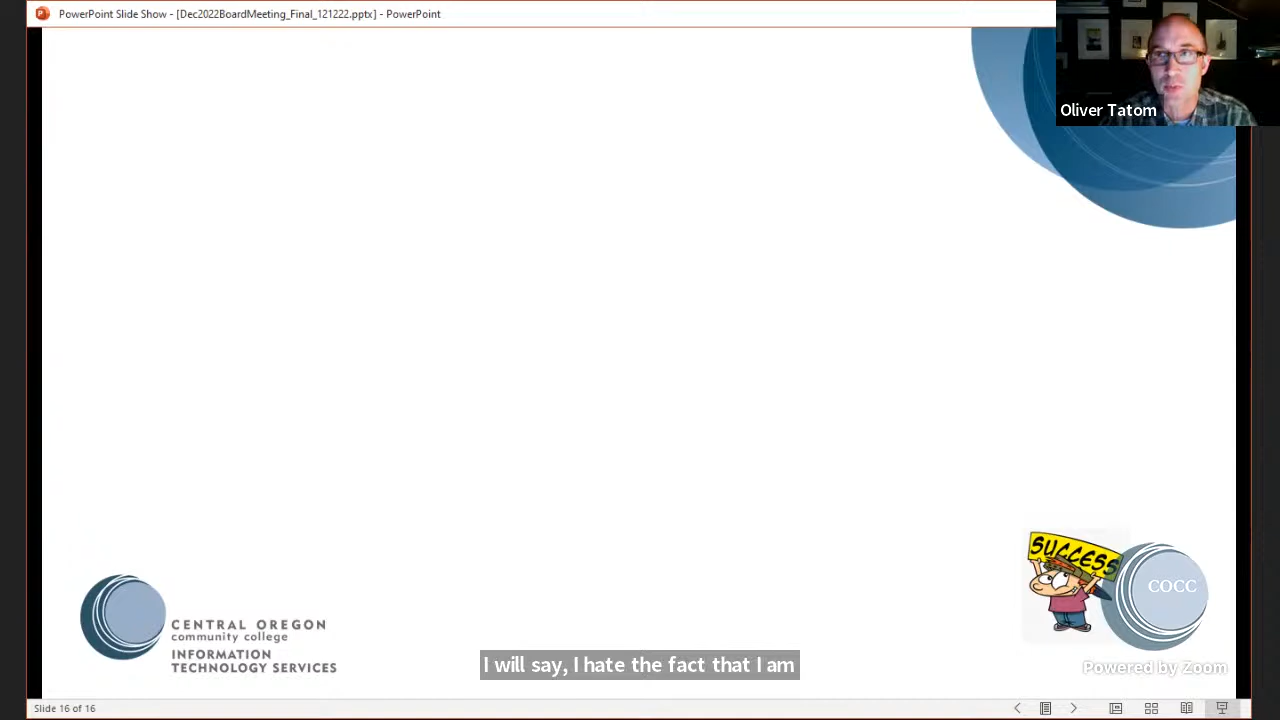 PowerPoint Slide Show - [Dec2022BoardMeeting_Final_121222.pptx] - PowerPoint
Oliver Tatom
SUCCESS
COCC
CENTRAL OREGON
community college
INFORMATION
TECHNOLOGY SERVICES
I will say, I hate the fact that I am
Powered by Zoom
Slide 16 of 16